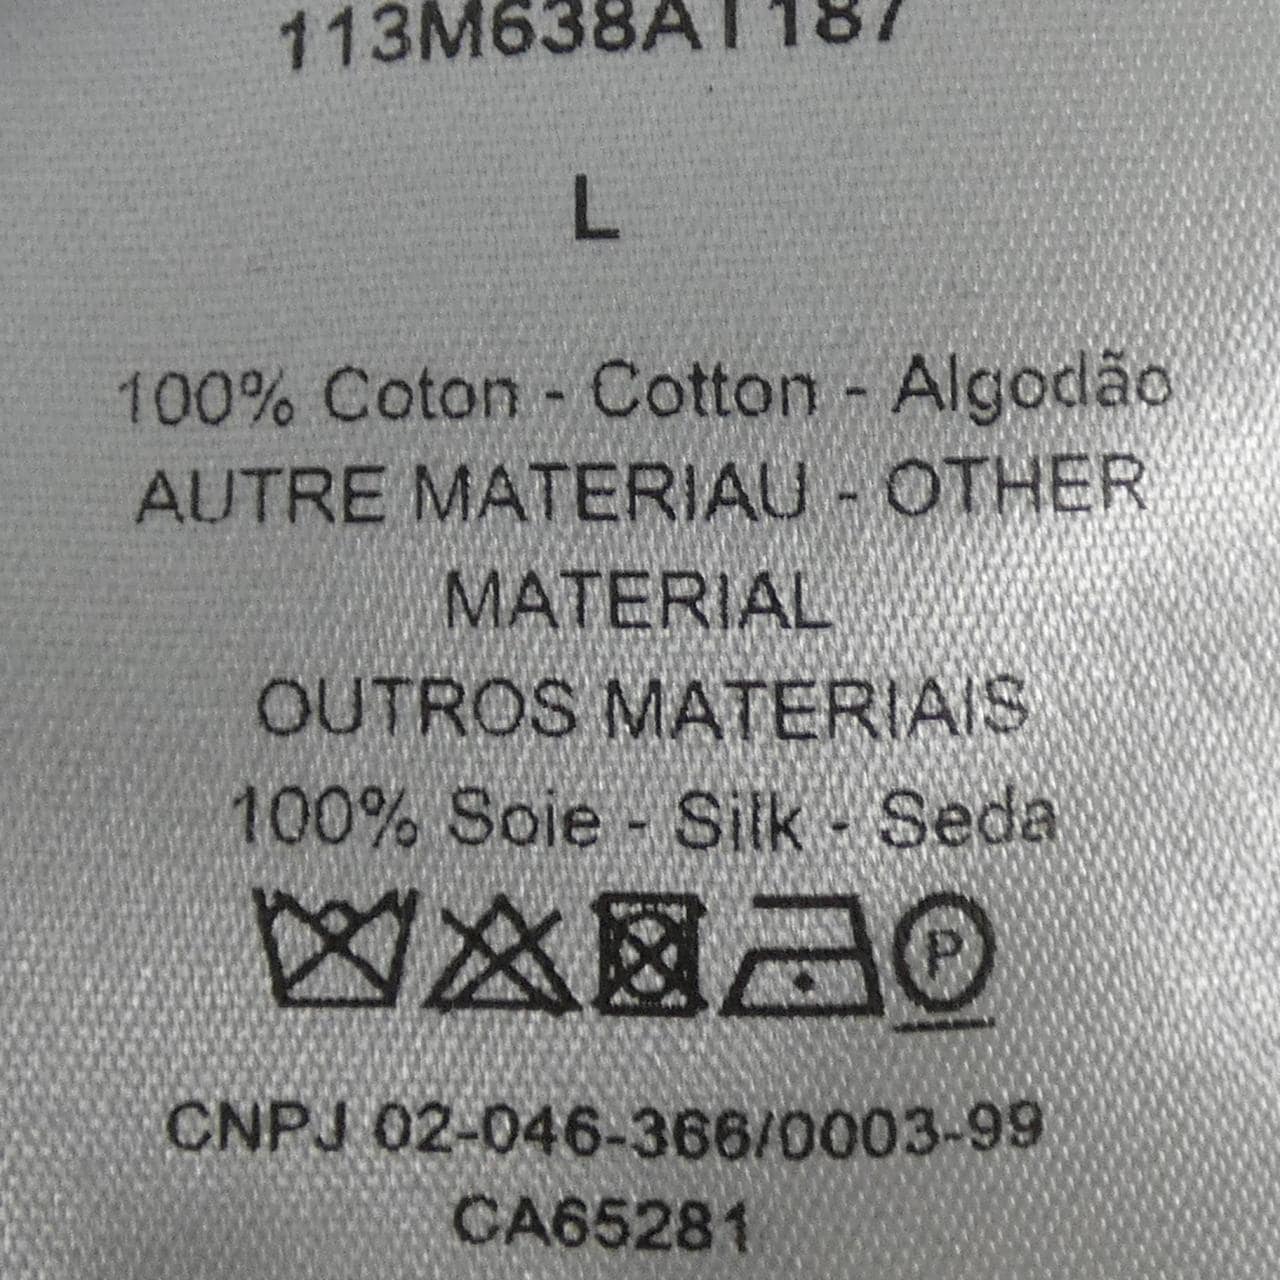 113M638AT187
L
100% Coton - Cotton - Algodão
AUTRE MATERIAU - OTHER
MATERIAL
OUTROS MATERIAIS
100% Soie - Silk - Seda
P
CNPJ 02-046-366/0003-99
CA65281